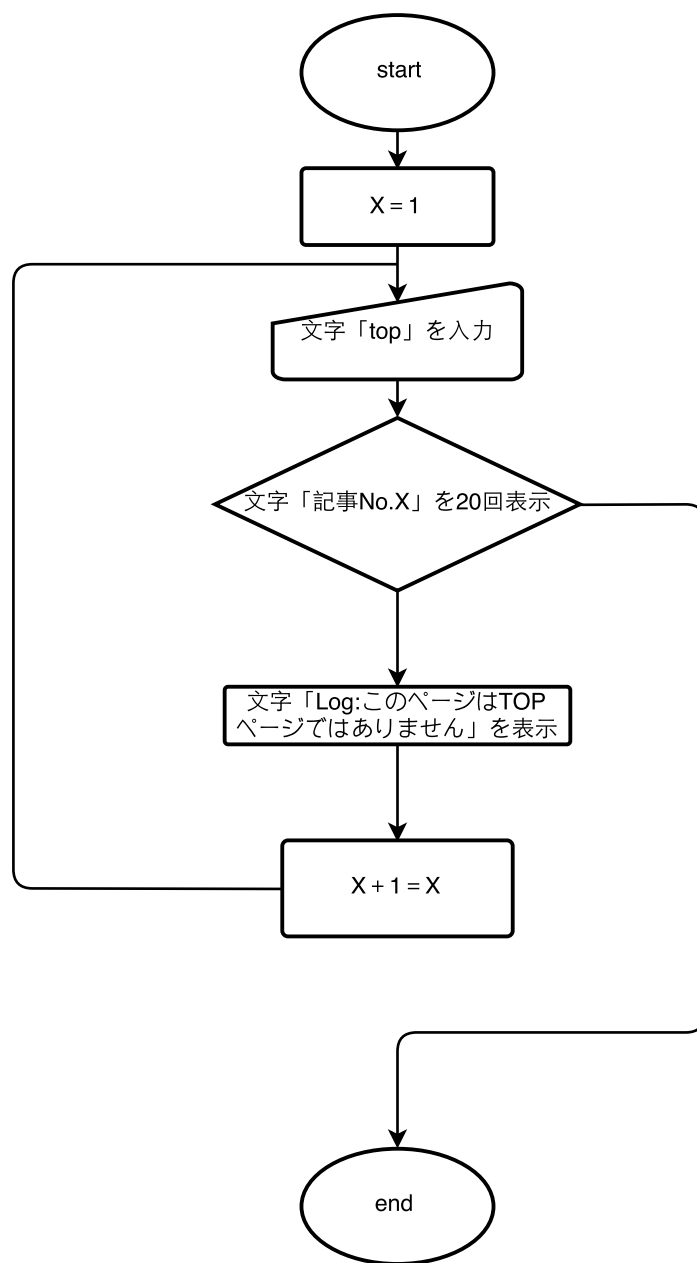 start
X = 1
文字「top」を入力
文字「記事No.X」を20回表示
文字「Log:このページはTOP
ページではありません」を表示
X + 1 = X
end